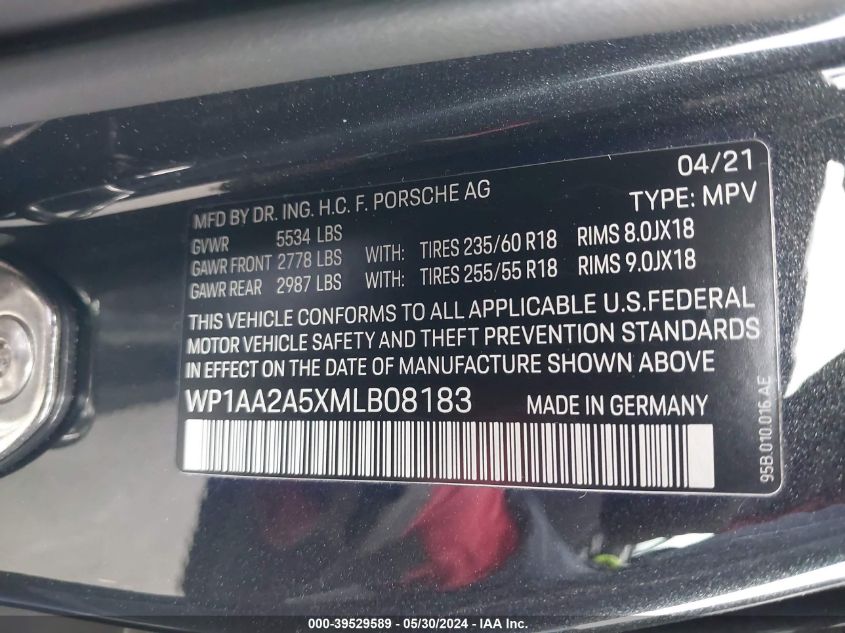 04/21
MFD BY DR. ING. H.C. F. PORSCHE AG TYPE: MPV
GVWR 5534 LBS
GAWR FRONT 2778 LBS WITH: TIRES 235/60 R18 RIMS 8.0JX18
GAWR REAR 2987 LBS WITH: TIRES 255/55 R18 RIMS 9.0JX18
THIS VEHICLE CONFORMS TO ALL APPLICABLE U.S.FEDERAL
MOTOR VEHICLE SAFETY AND THEFT PREVENTION STANDARDS
IN EFFECT ON THE DATE OF MANUFACTURE SHOWN ABOVE
WP1AA2A5XMLB08183 MADE IN GERMANY
95B.010.016.AE
000-39529589 - 05/30/2024 - IAAI.com